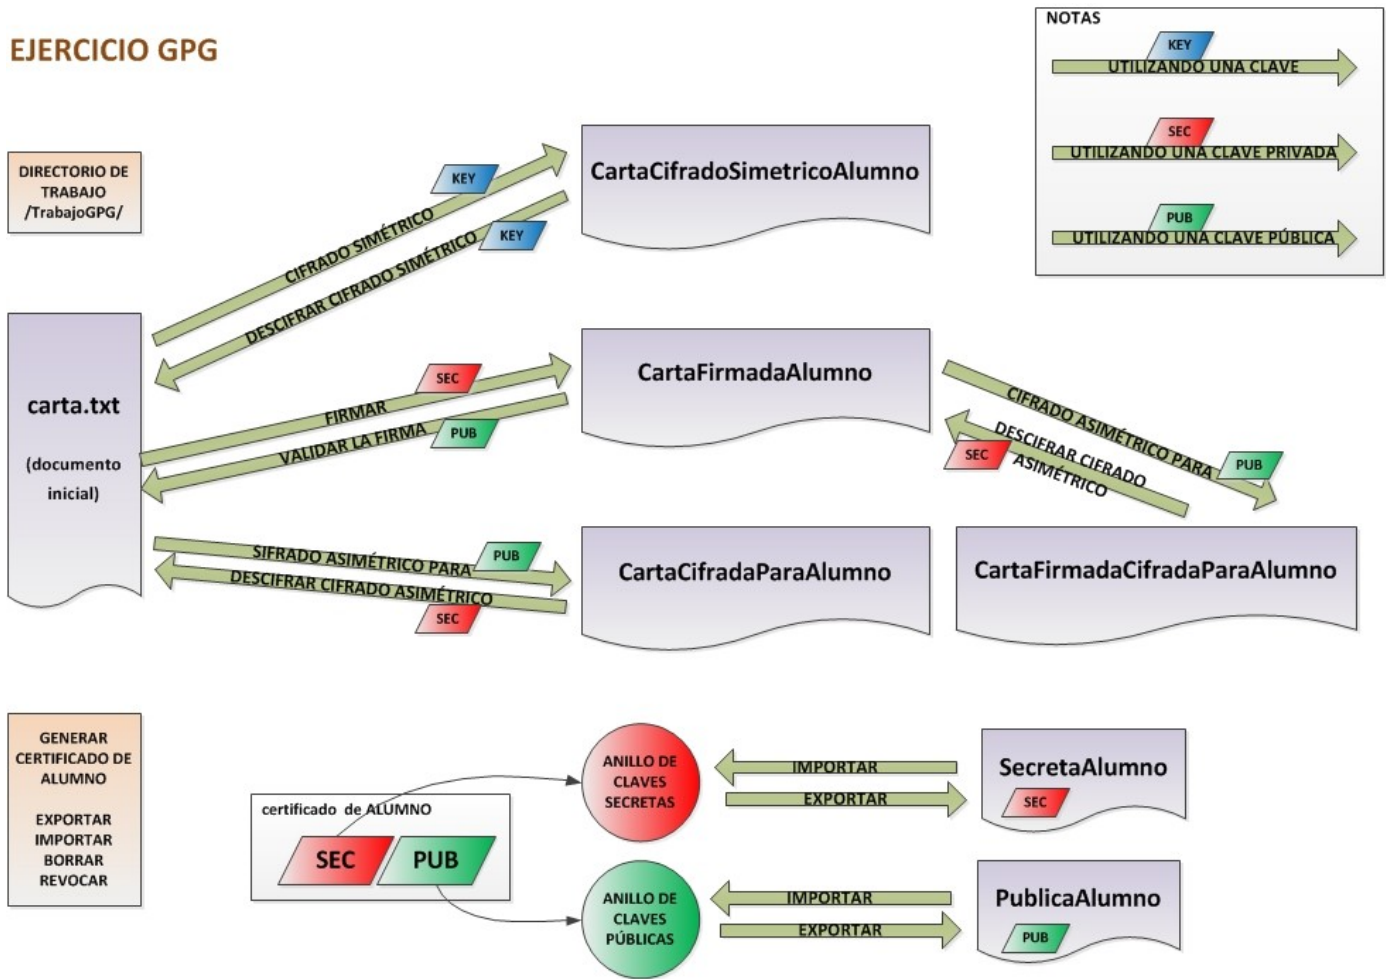 EJERCICIO GPG
NOTAS
KEY
UTILIZANDO UNA CLAVE
SEC
UTILIZANDO UNA CLAVE PRIVADA
PUB
UTILIZANDO UNA CLAVE PÚBLICA
DIRECTORIO DE
TRABAJO
/TrabajoGPG/
KEY
CIFRADO SIMÉTRICO
KEY
DESCIFRAR CIFRADO SIMÉTRICO
CartaCifradoSimetricoAlumno
carta.txt
(documento
inicial)
SEC
FIRMAR
PUB
VALIDAR LA FIRMA
CartaFirmadaAlumno
CIFRADO ASIMÉTRICO PARA
PUB
SEC
DESCIFRAR CIFRADO
ASIMÉTRICO
SIFRADO ASIMÉTRICO PARA
PUB
DESCIFRAR CIFRADO ASIMÉTRICO
SEC
CartaCifradaParaAlumno
CartaFirmadaCifradaParaAlumno
GENERAR
CERTIFICADO DE
ALUMNO
EXPORTAR
IMPORTAR
BORRAR
REVOCAR
certificado de ALUMNO
SEC
PUB
ANILLO DE
CLAVES
SECRETAS
IMPORTAR
EXPORTAR
SecretaAlumno
SEC
ANILLO DE
CLAVES
PÚBLICAS
IMPORTAR
EXPORTAR
PublicaAlumno
PUB